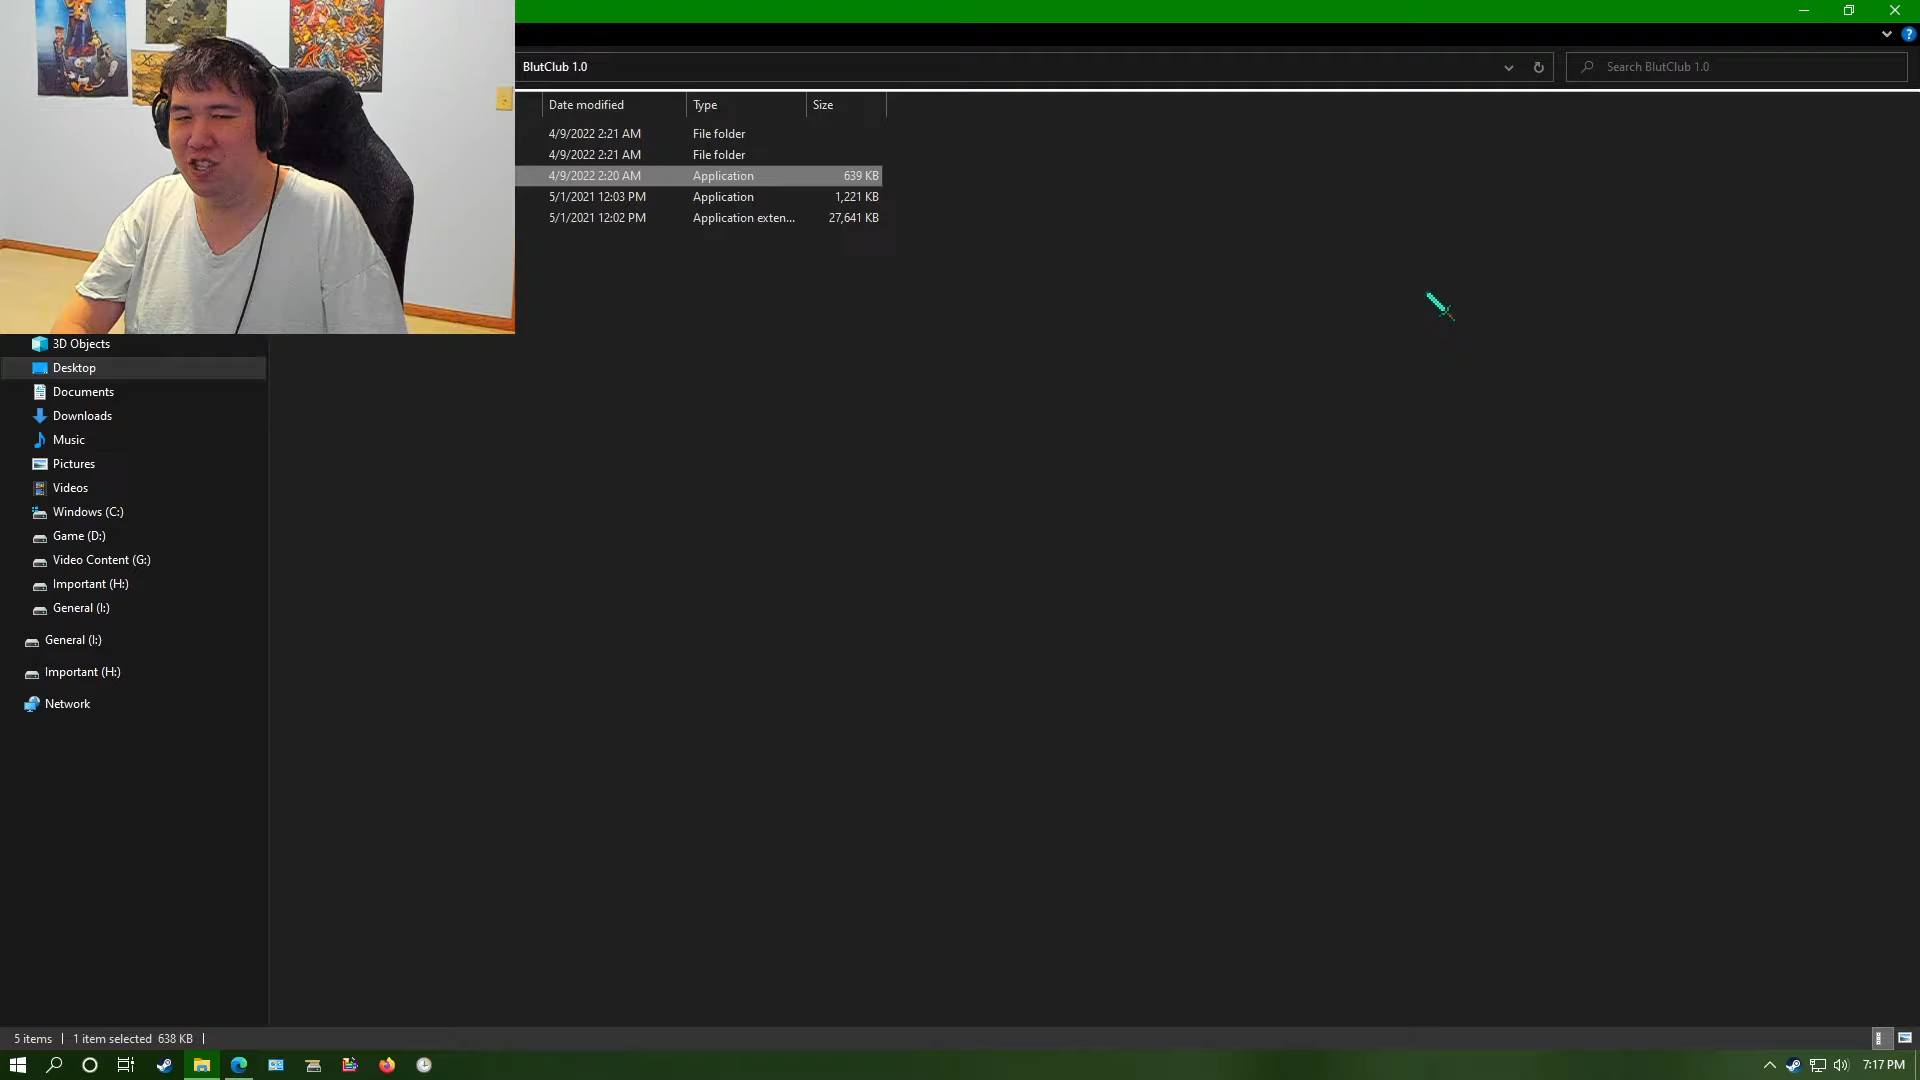 ?
BlutClub 1.0
Search BlutClub 1.0
Date modified Type Size
4/9/2022 2:21 AM File folder
4/9/2022 2:21 AM File folder
4/9/2022 2:20 AM Application 639 KB
5/1/2021 12:03 PM Application 1,221 KB
5/1/2021 12:02 PM Application exten... 27,641 KB
3D Objects
Desktop
Documents
Downloads
Music
Pictures
Videos
Windows (C:)
Game (D:)
Video Content (G:)
Important (H:)
General (I:)
General (I:)
Important (H:)
Network
5 items 1 item selected 638 KB
7:17 PM